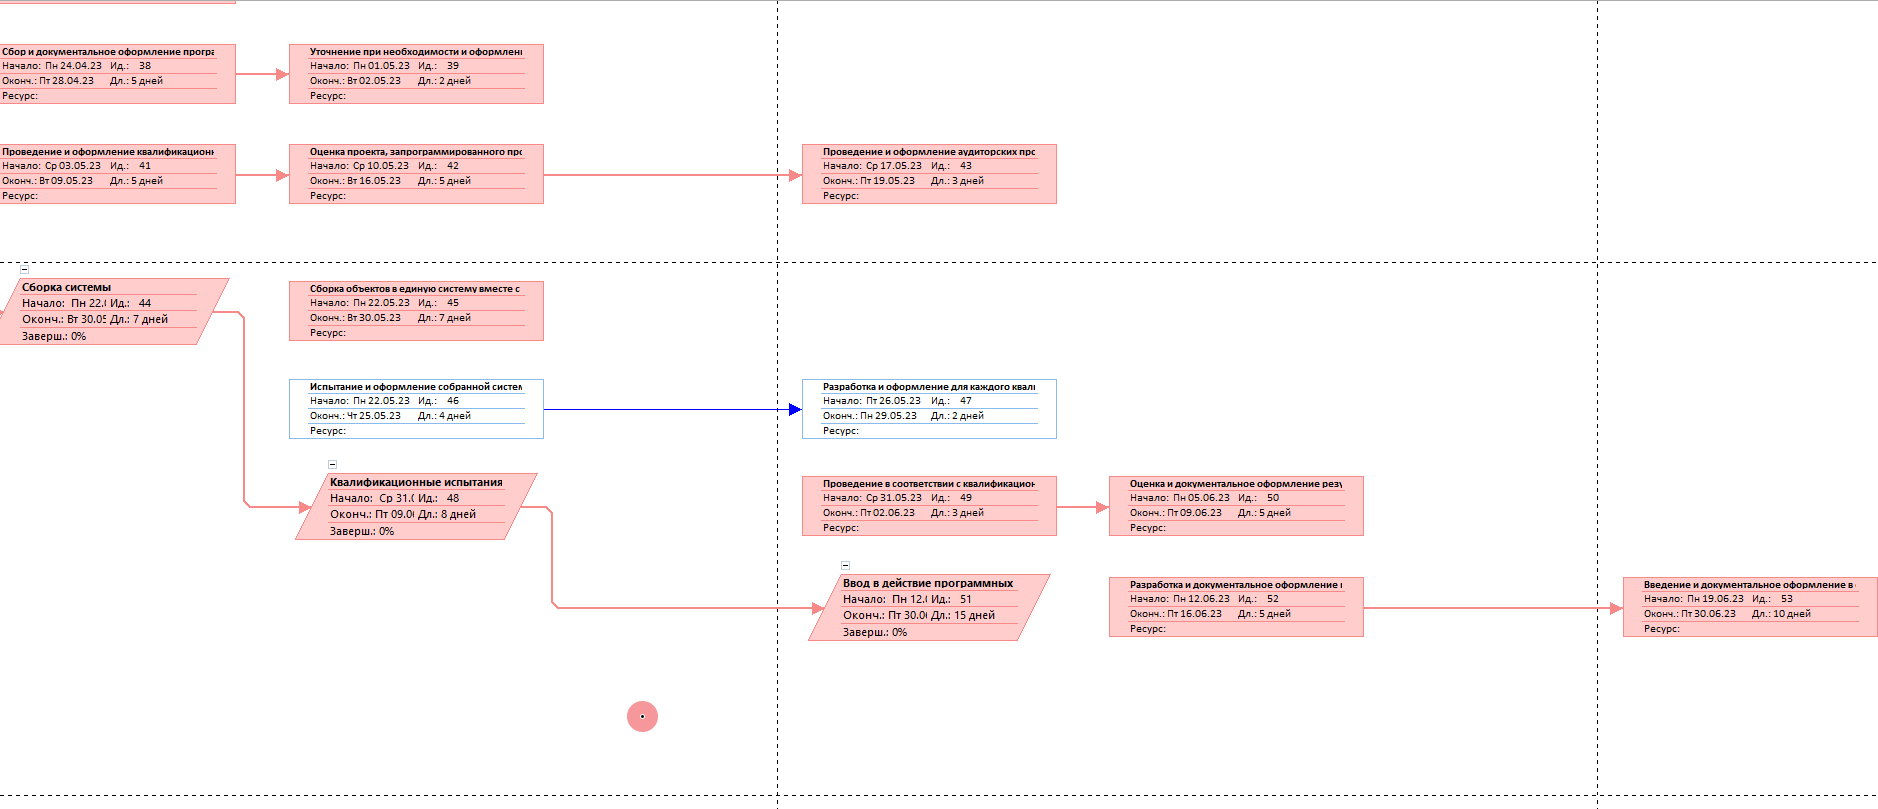 Сбор и документальное оформление програ
Начало: Пн 24.04.23 Ид.: 38
Оконч.: Пт 28.04.23 Дл.: 5 дней
Ресурс:
Уточнение при необходимости и оформлен
Начало: Пн 01.05.23 Ид.: 39
Оконч.: Вт 02.05.23 Дл.: 2 дней
Ресурс:
Проведение и оформление квалификацион
Начало: Ср 03.05.23 Ид.: 41
Оконч.: Вт 09.05.23 Дл.: 5 дней
Ресурс:
Оценка проекта, запрограммированного про
Начало: Ср 10.05.23 Ид.: 42
Оконч.: Вт 16.05.23 Дл.: 5 дней
Ресурс:
Проведение и оформление аудиторских про
Начало: Ср 17.05.23 Ид.: 43
Оконч.: Пт 19.05.23 Дл.: 3 дней
Ресурс:
Сборка системы
Начало: Пн 22.( Ид.: 44
Оконч.: Вт 30.05 Дл.: 7 дней
Заверш.: 0%
Сборка объектов в единую систему вместе с
Начало: Пн 22.05.23 Ид.: 45
Оконч.: Вт 30.05.23 Дл.: 7 дней
Ресурс:
Испытание и оформление собранной систем
Начало: Пн 22.05.23 Ид.: 46
Оконч.: Чт 25.05.23 Дл.: 4 дней
Ресурс:
Разработка и оформление для каждого квал
Начало: Пт 26.05.23 Ид.: 47
Оконч.: Пн 29.05.23 Дл.: 2 дней
Ресурс:
Квалификационные испытания
Начало: Ср 31.( Ид.: 48
Оконч.: Пт 09.0( Дл.: 8 дней
Заверш.: 0%
Проведение в соответствии с квалификацион
Начало: Ср 31.05.23 Ид.: 49
Оконч.: Пт 02.06.23 Дл.: 3 дней
Ресурс:
Оценка и документальное оформление резу
Начало: Пн 05.06.23 Ид.: 50
Оконч.: Пт 09.06.23 Дл.: 5 дней
Ресурс:
Ввод в действие программных
Начало: Пн 12.( Ид.: 51
Оконч.: Пт 30.0( Дл.: 15 дней
Заверш.: 0%
Разработка и документальное оформление
Начало: Пн 12.06.23 Ид.: 52
Оконч.: Пт 16.06.23 Дл.: 5 дней
Ресурс:
Введение и документальное оформление в
Начало: Пн 19.06.23 Ид.: 53
Оконч.: Пт 30.06.23 Дл.: 10 дней
Ресурс: